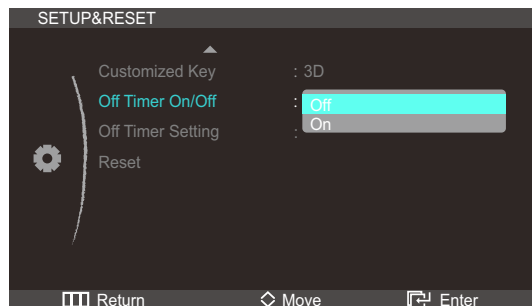 SETUP&RESET
Customized Key : 3D
Off Timer On/Off : Off
On
Off Timer Setting :
Reset
Return Move Enter